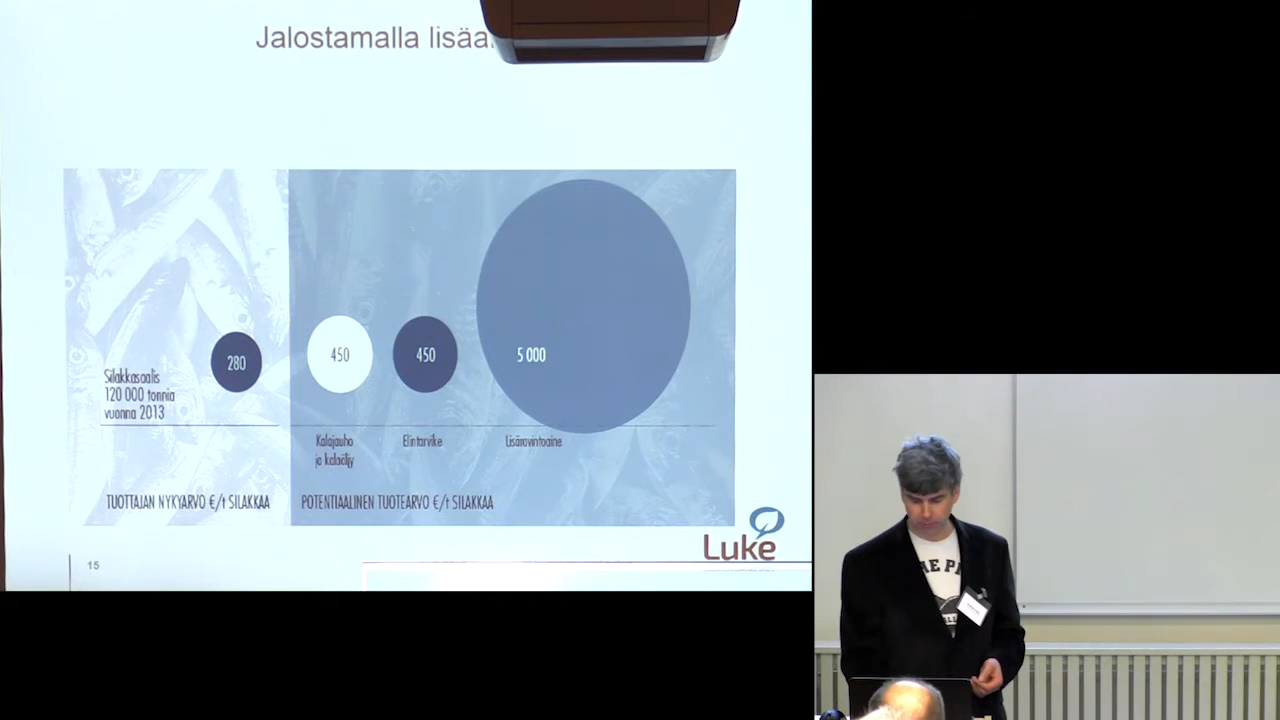 Jalostamalla
280
450
450
5 000
Silakkasaalis
120 000 tonnia
vuonna 2013
Kalajauho
ja kalaöljy
Elintarvike
Lisäravintoaine
TUOTTAJAN NYKYARVO €/t SILAKKAA
POTENTIAALINEN TUOTEARVO €/t SILAKKAA
Luke
15